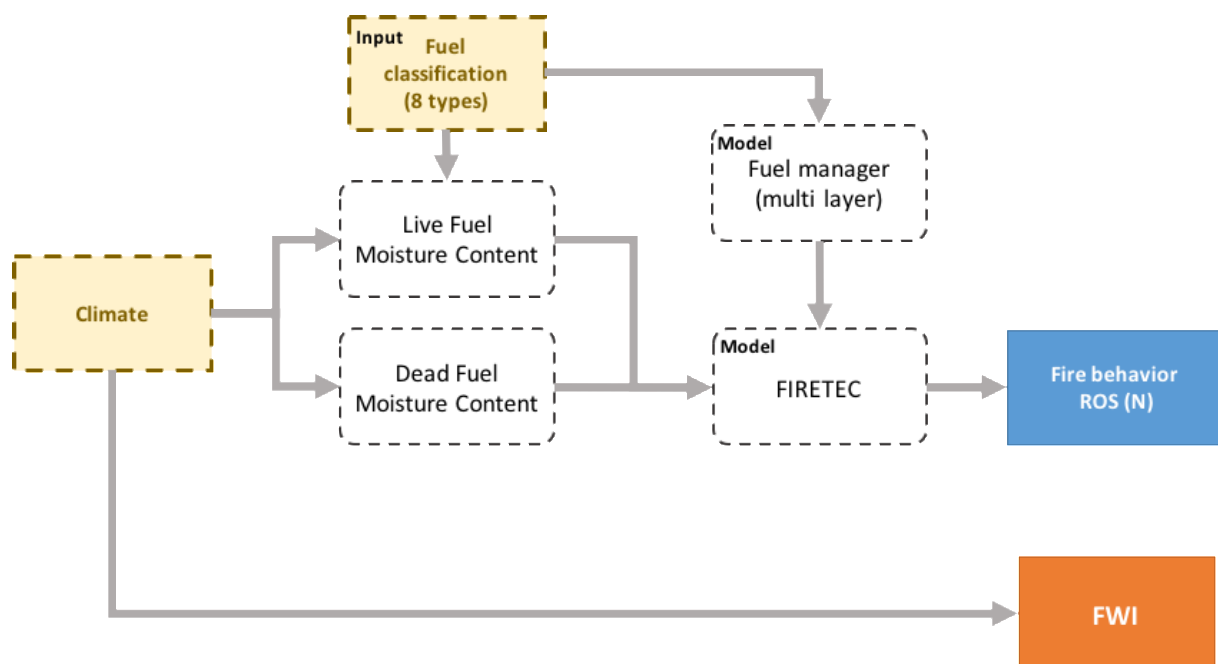 Input
Fuel
classification
(8 types)
Model
Fuel manager
(multi layer)
Live Fuel
Moisture Content
Climate
Dead Fuel
Moisture Content
Model
FIRETEC
Fire behavior
ROS (N)
FWI